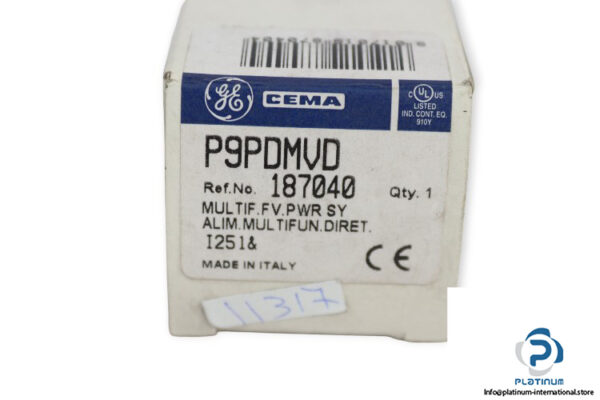 GE CEMA
C UL US
LISTED
IND. CONT. EQ.
910Y
P9PDMVD
Ref.No. 187040 Qty. 1
MULTIF.FV.PWR SY
ALIM.MULTIFUN.DIRET.
I251&
MADE IN ITALY CE
11317
PLATINUM
Info@platinum-international.store